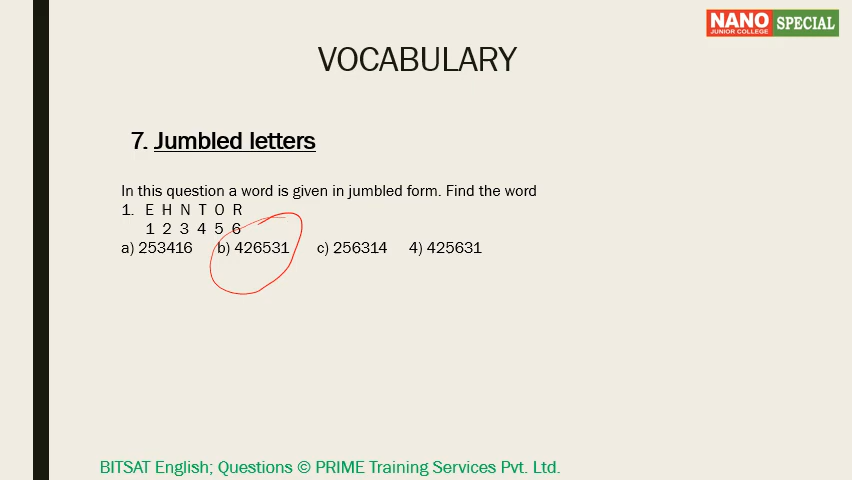 NANO
JUNIOR COLLEGE
SPECIAL
VOCABULARY
7. Jumbled letters
In this question a word is given in jumbled form. Find the word
1. E H N T O R
1 2 3 4 5 6
a) 253416 b) 426531 c) 256314 4) 425631
BITSAT English; Questions © PRIME Training Services Pvt. Ltd.